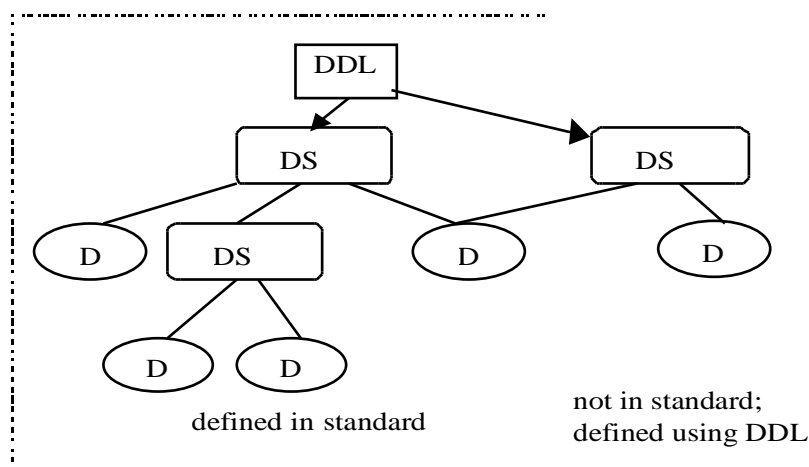 DDL
DS
DS
D
DS
D
D
D
D
defined in standard
not in standard;
defined using DDL